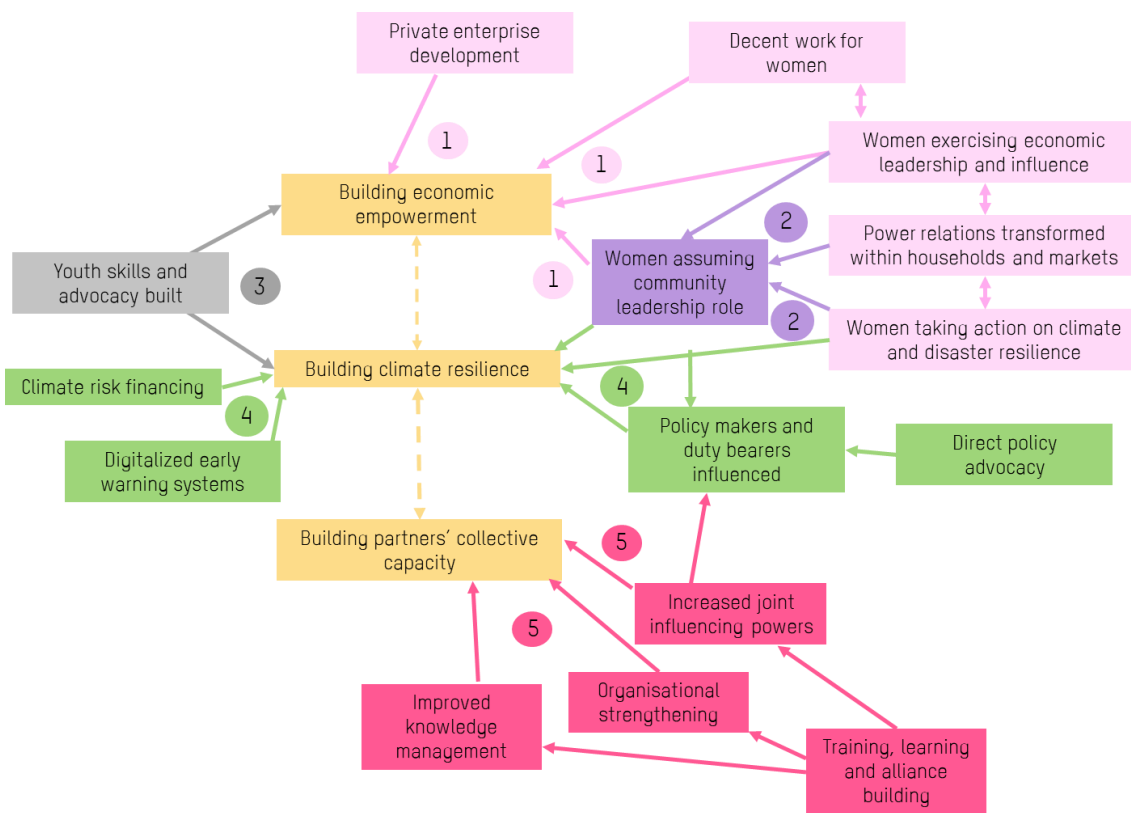 Private enterprise
development
Decent work for
women
1
1
Women exercising economic
leadership and influence
Building economic
empowerment
2
Power relations transformed
within households and markets
Youth skills and
advocacy built
3
1
Women assuming
community
leadership role
2
Women taking action on climate
and disaster resilience
Building climate resilience
Climate risk financing
4
4
Digitalized early
warning systems
Policy makers and
duty bearers
influenced
Direct policy
advocacy
Building partners’ collective
capacity
5
5
Increased joint
influencing powers
Improved
knowledge
management
Organisational
strengthening
Training, learning
and alliance
building